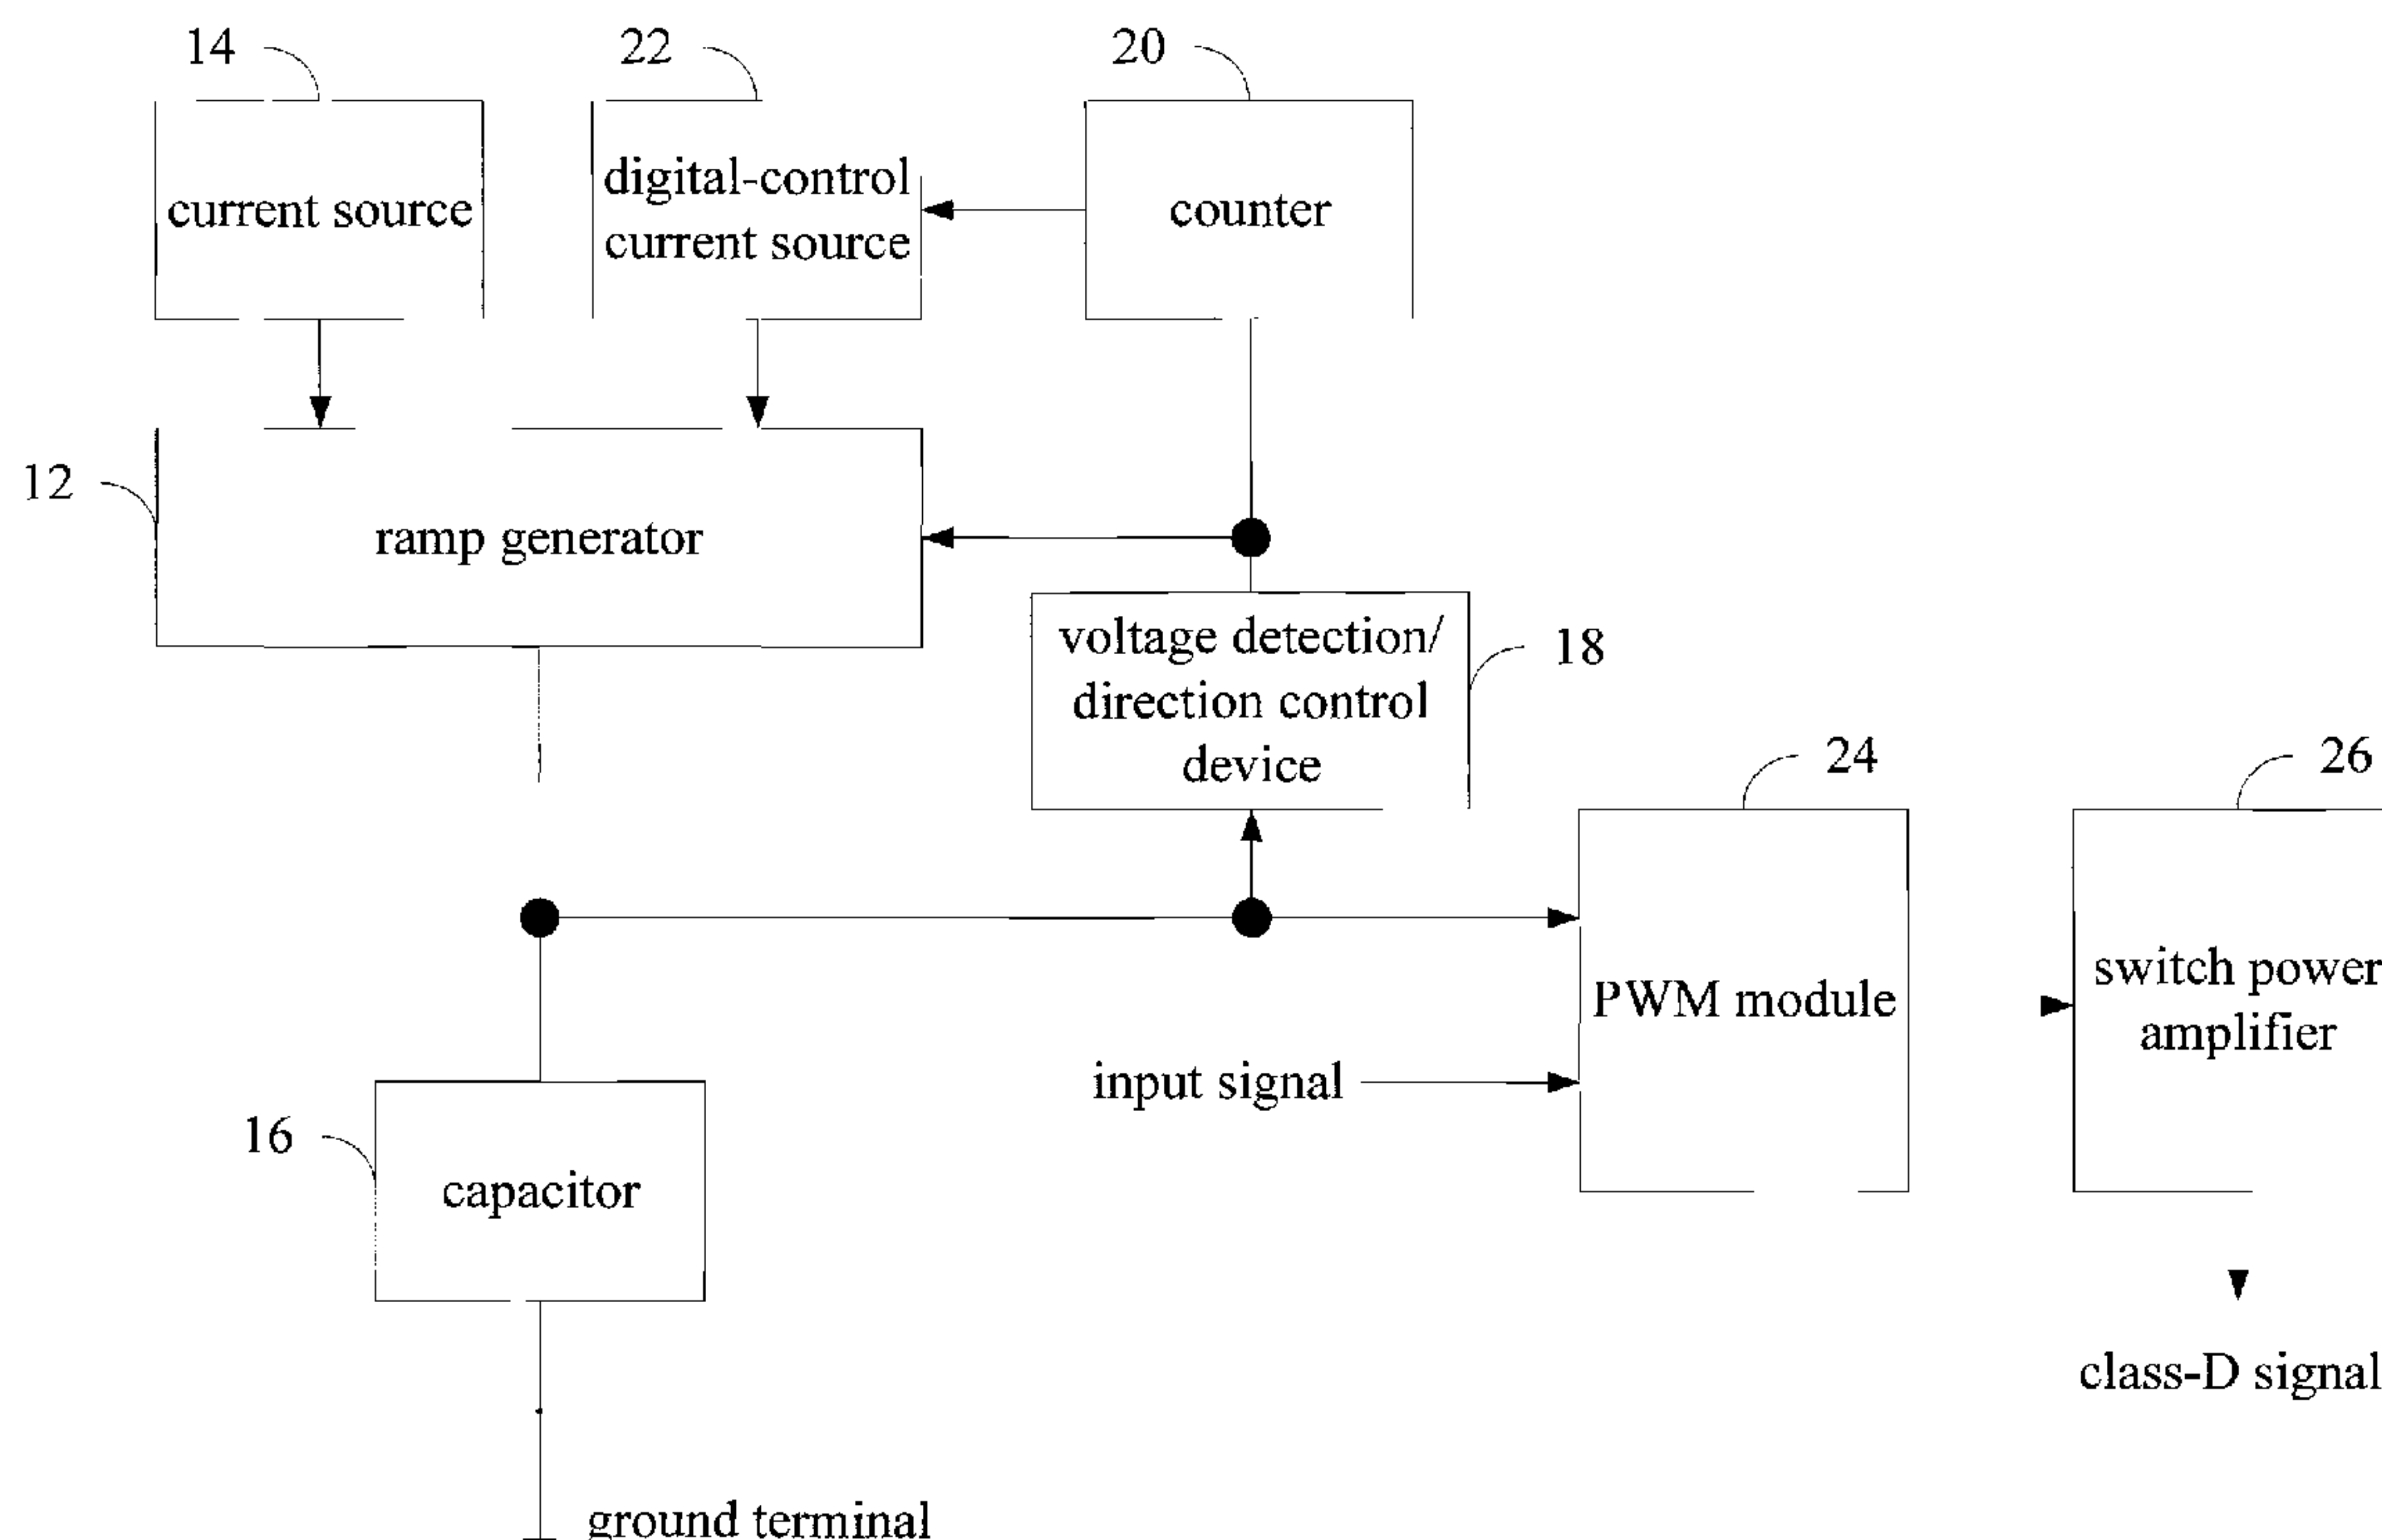 14
22
20
current source
digital-control
current source
counter
12
ramp generator
voltage detection/
direction control
device
18
24
26
switch power
amplifier
PWM module
input signal
16
capacitor
class-D signal
ground terminal